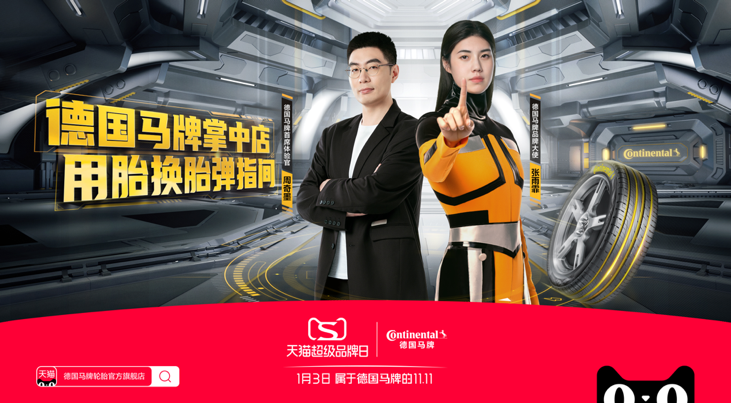 德国马牌掌中店
用胎换胎弹指间
德国马牌首席体验官
周奇墨
德国马牌品牌大使
张雨霏
Continental
天猫超级品牌日
Continental
德国马牌
1月3日 属于德国马牌的11.11
天猫
德国马牌轮胎官方旗舰店